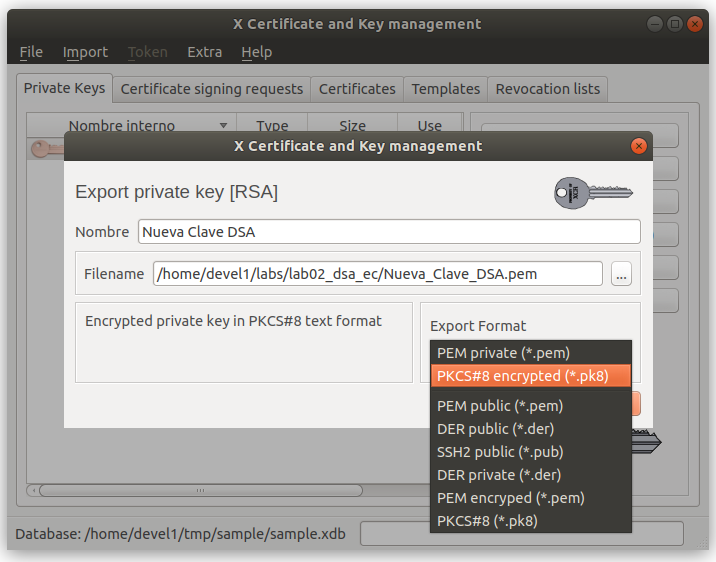 X Certificate and Key management
File Import Token Extra Help
Private Keys Certificate signing requests Certificates Templates Revocation lists
Nombre interno Type Size Use
X Certificate and Key management
Export private key [RSA]
Nombre Nueva Clave DSA
Filename /home/devel1/labs/lab02_dsa_ec/Nueva_Clave_DSA.pem ...
Encrypted private key in PKCS#8 text format
Export Format
PEM private (*.pem)
PKCS#8 encrypted (*.pk8)
PEM public (*.pem)
DER public (*.der)
SSH2 public (*.pub)
DER private (*.der)
PEM encryped (*.pem)
PKCS#8 (*.pk8)
Database: /home/devel1/tmp/sample/sample.xdb